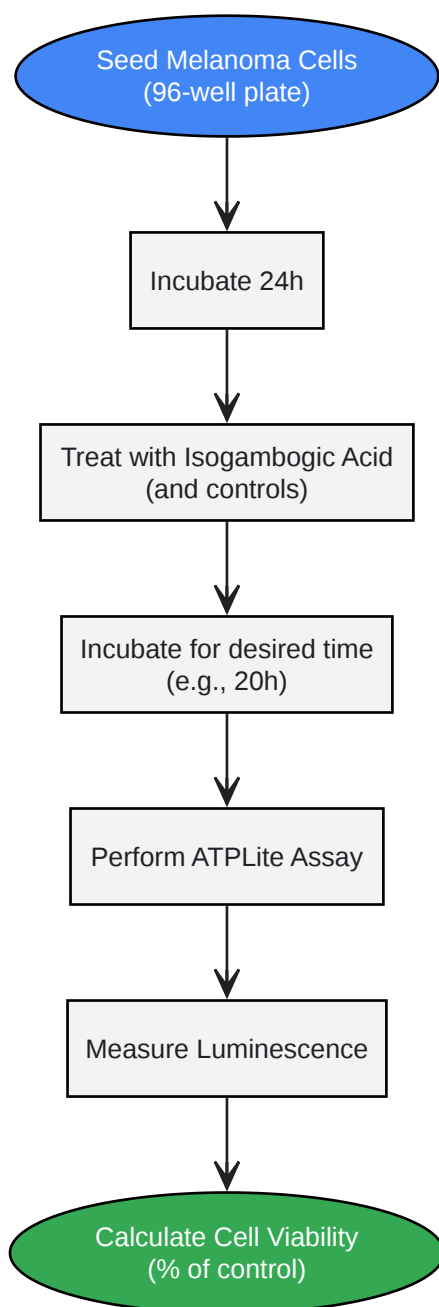 Seed Melanoma Cells
(96-well plate)
Incubate 24h
Treat with Isogambogic Acid
(and controls)
Incubate for desired time
(e.g., 20h)
Perform ATPLite Assay
Measure Luminescence
Calculate Cell Viability
(% of control)